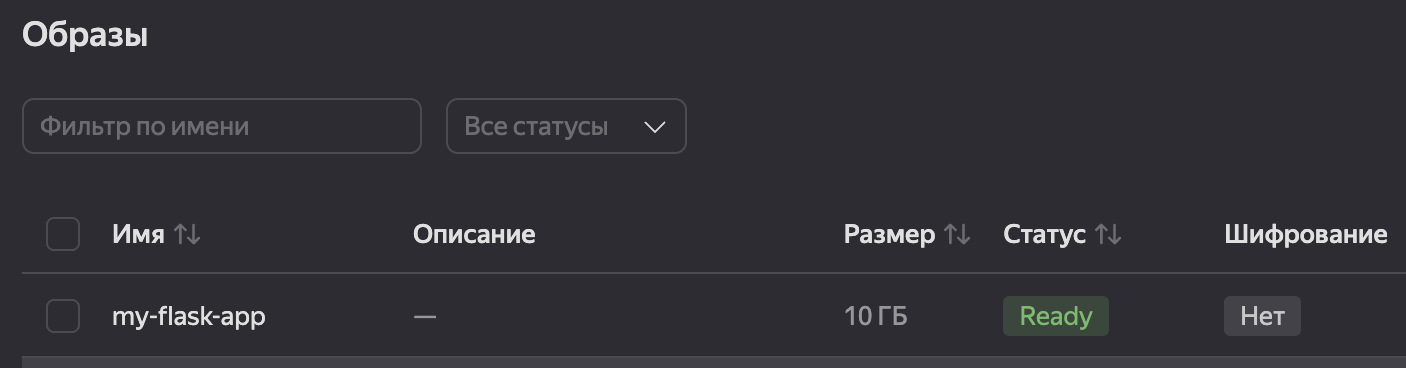 Образы
Фильтр по имени Все статусы
Имя Описание Размер Статус Шифрование
my-flask-app — 10 ГБ Ready Нет